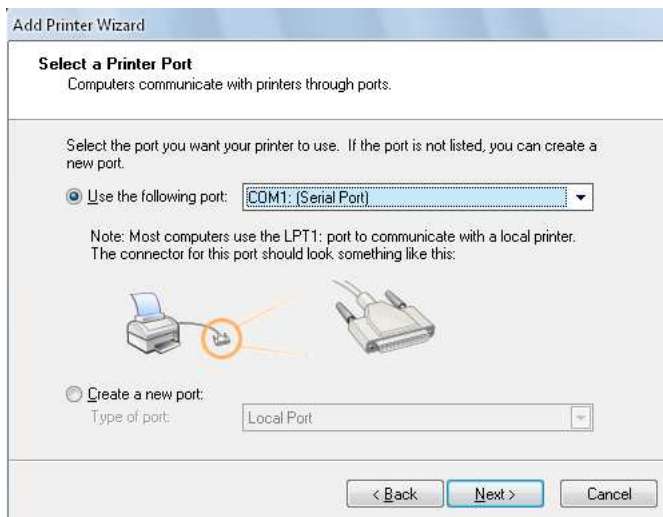 Add Printer Wizard
Select a Printer Port
Computers communicate with printers through ports.
Select the port you want your printer to use. If the port is not listed, you can create a
new port.
Use the following port: COM1: (Serial Port)
Note: Most computers use the LPT1: port to communicate with a local printer.
The connector for this port should look something like this:
Create a new port:
Type of port: Local Port
< Back Next > Cancel